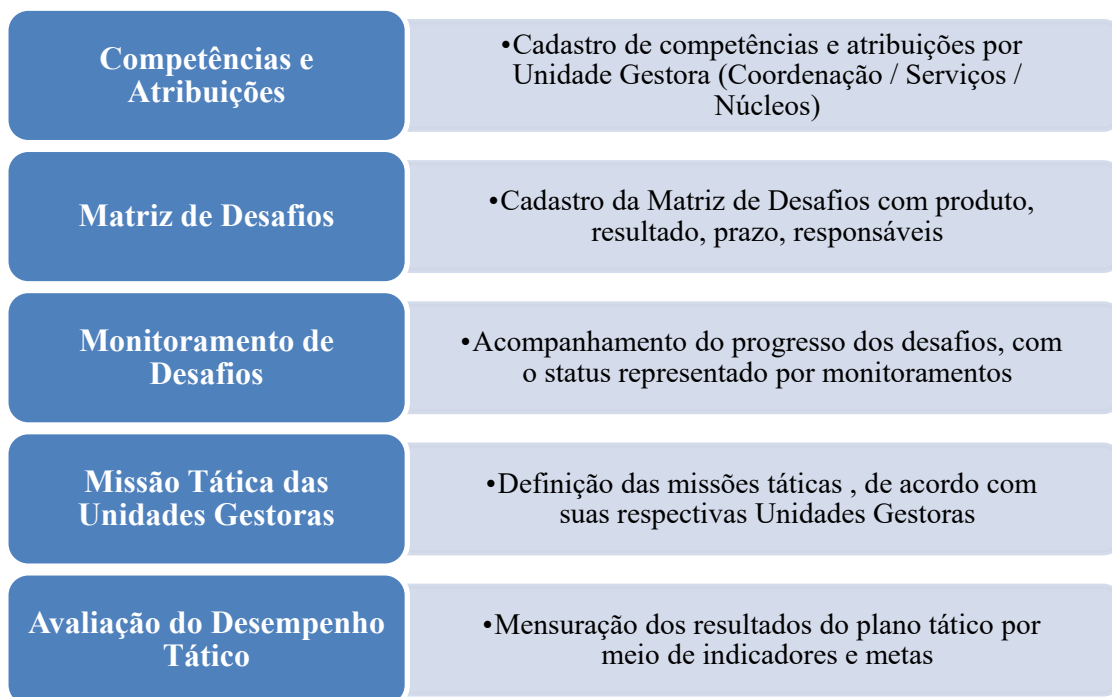 Competências e
Atribuições
•Cadastro de competências e atribuições por
Unidade Gestora (Coordenação / Serviços /
Núcleos)
Matriz de Desafios
•Cadastro da Matriz de Desafios com produto,
resultado, prazo, responsáveis
Monitoramento de
Desafios
•Acompanhamento do progresso dos desafios, com
o status representado por monitoramentos
Missão Tática das
Unidades Gestoras
•Definição das missões táticas , de acordo com
suas respectivas Unidades Gestoras
Avaliação do Desempenho
Tático
•Mensuração dos resultados do plano tático por
meio de indicadores e metas